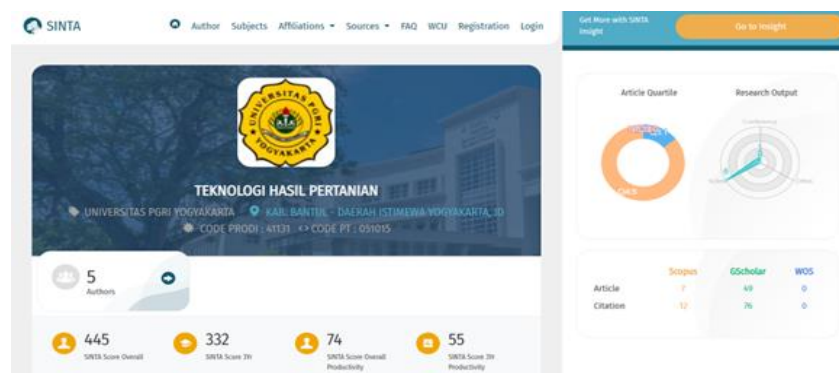 SINTA
Author Subjects Affiliations Sources FAQ WCU Registration Login
Get More with SINTA
Insight
Go to Insight
UNIVERSITAS PGRI
YOGYAKARTA
TEKNOLOGI HASIL PERTANIAN
UNIVERSITAS PGRI YOGYAKARTA KAB. BANTUL - DAERAH ISTIMEWA YOGYAKARTA, ID
CODE PRODI : 41131 <> CODE PT : 051015
5
Authors
445
SINTA Score Overall
332
SINTA Score 3Yr
74
SINTA Score Overall
Productivity
55
SINTA Score 3Yr
Productivity
Article Quartile
Research Output
Scopus GScholar WOS
Article 7 49 0
Citation 12 76 0